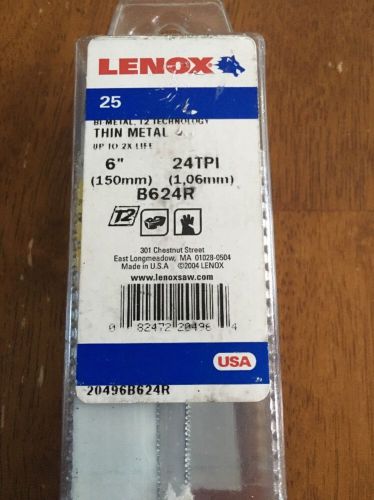 LENOX
25
BI-METAL, T2 TECHNOLOGY
THIN METAL
UP TO 2X LIFE
6" 24TPI
(150mm) (1,06mm)
B624R
T2
301 Chestnut Street
East Longmeadow, MA 01028-0504
Made in U.S.A ©2004 LENOX
www.lenoxsaw.com
0 82472 20496 4
USA
20496B624R